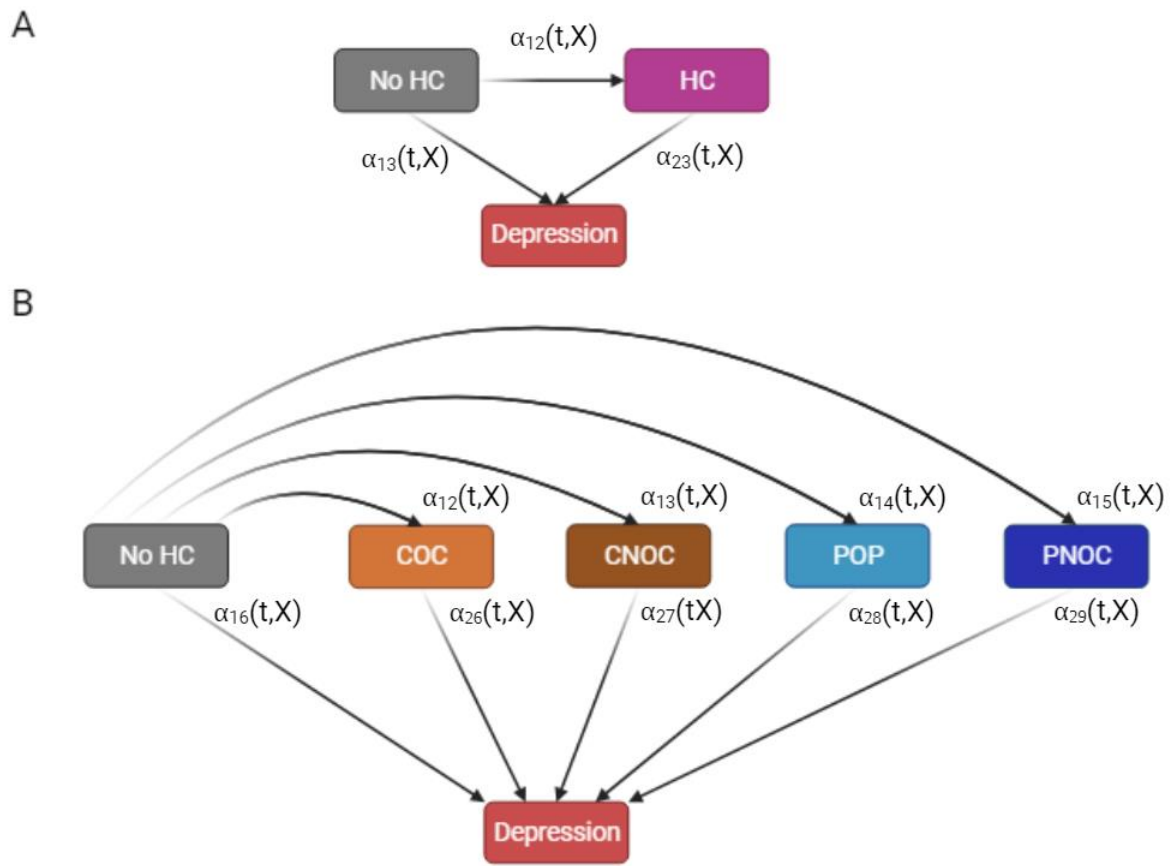 A
α₁₂(t,X)
No HC
HC
α₁₃(t,X)
α₂₃(t,X)
Depression
B
α₁₂(t,X)
α₁₃(t,X)
α₁₄(t,X)
α₁₅(t,X)
No HC
COC
CNOC
POP
PNOC
α₁₆(t,X)
α₂₆(t,X)
α₂₇(tX)
α₂₈(t,X)
α₂₉(t,X)
Depression